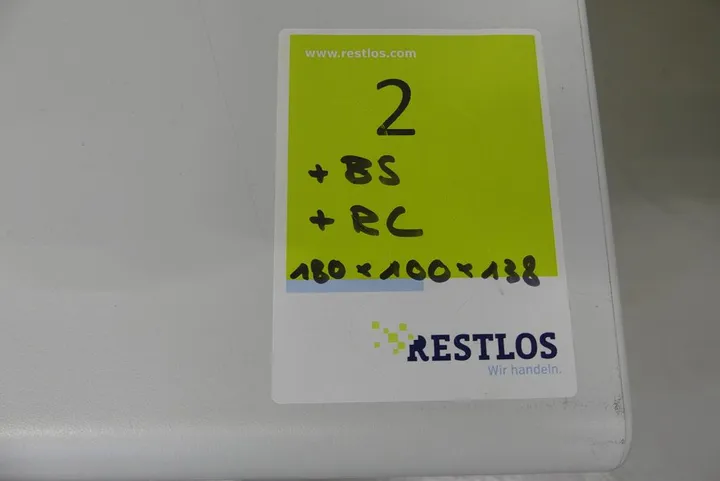 www.restlos.com
2
+ BS
+ RC
180 x 100 x 138
RESTLOS
Wir handeln.